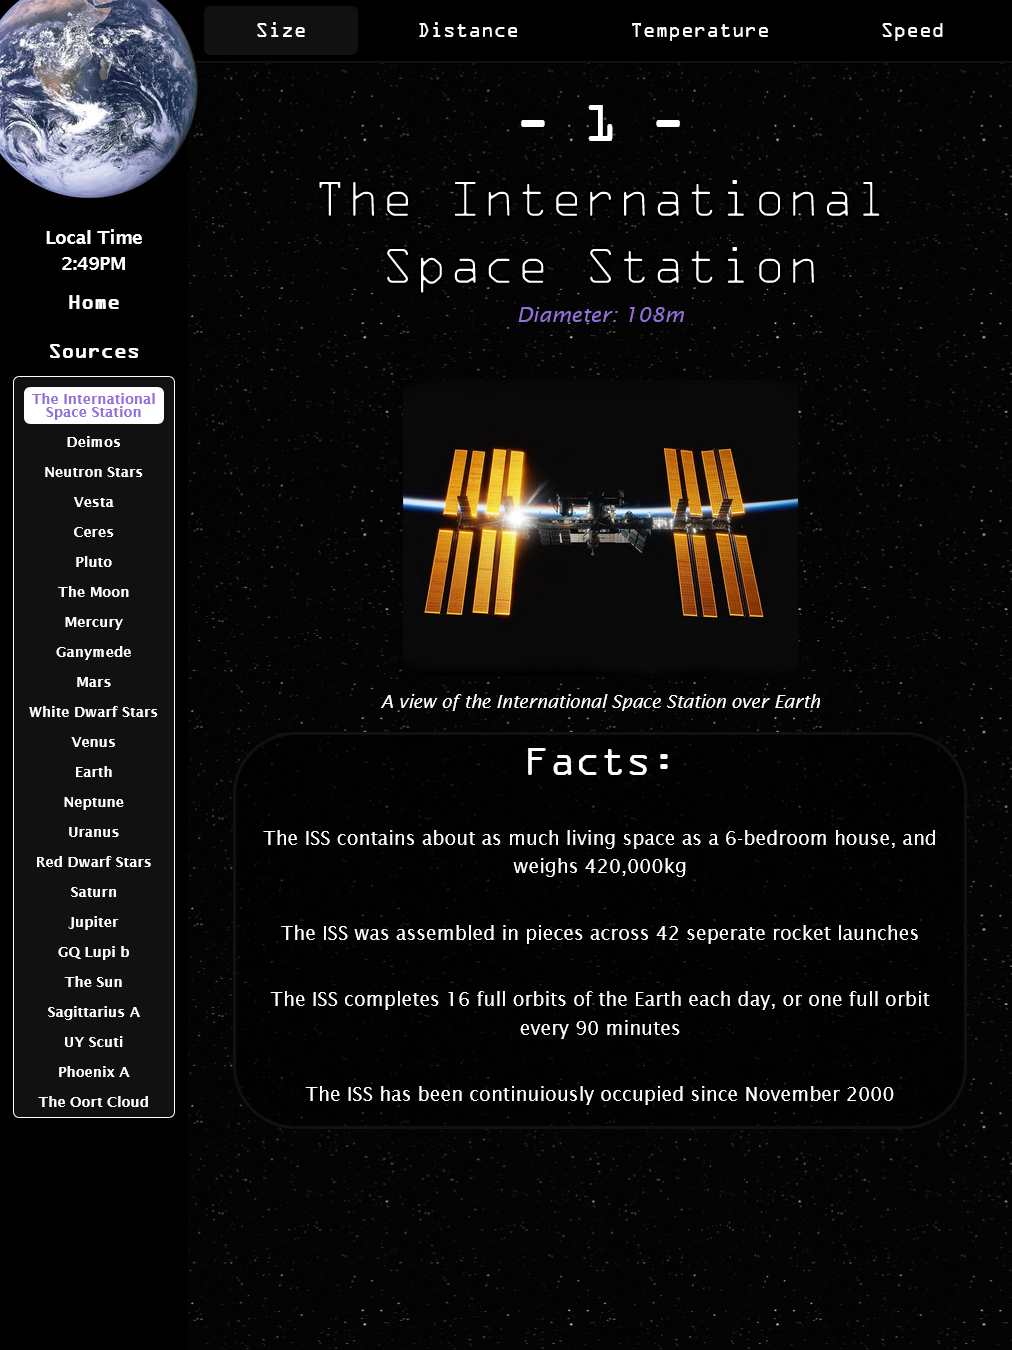 Size
Distance
Temperature
Speed
Local Time
2:49PM
Home
Sources
The International
Space Station
Deimos
Neutron Stars
Vesta
Ceres
Pluto
The Moon
Mercury
Ganymede
Mars
White Dwarf Stars
Venus
Earth
Neptune
Uranus
Red Dwarf Stars
Saturn
Jupiter
GQ Lupi b
The Sun
Sagittarius A
UY Scuti
Phoenix A
The Oort Cloud
- 1 -
The International
Space Station
Diameter: 108m
A view of the International Space Station over Earth
Facts:
The ISS contains about as much living space as a 6-bedroom house, and
weighs 420,000kg
The ISS was assembled in pieces across 42 seperate rocket launches
The ISS completes 16 full orbits of the Earth each day, or one full orbit
every 90 minutes
The ISS has been continuiously occupied since November 2000